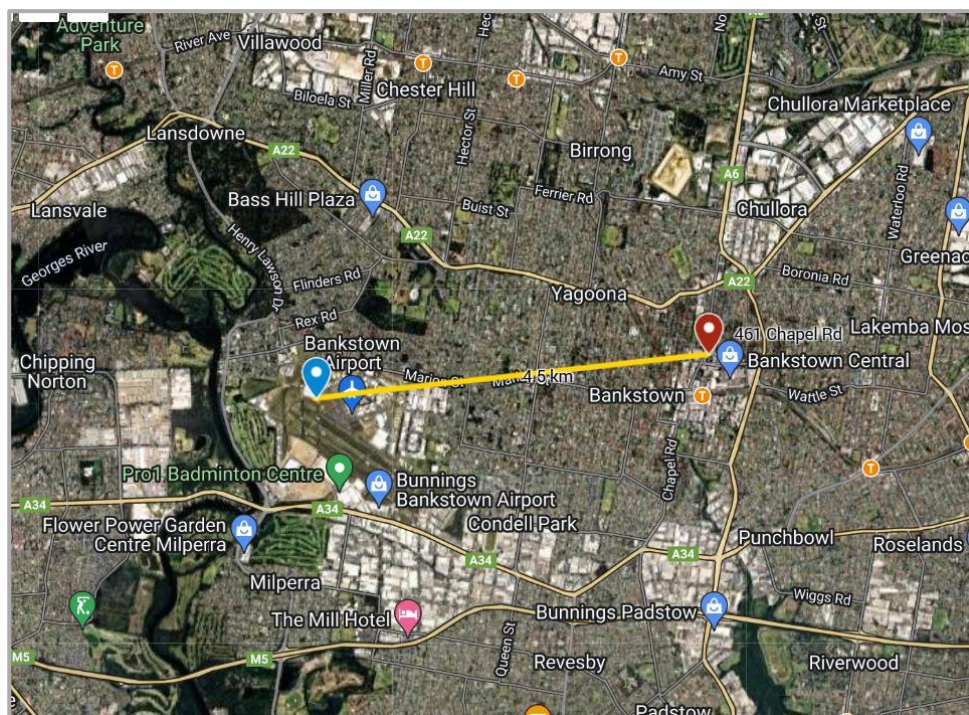 Adventure
Park
River Ave
Villawood
Miller Rd
Chester Hill
Amy St
Biloela St
Hector St
Chullora Marketplace
Lansdowne
A22
Birrong
A6
Waterloo Rd
Lansvale
Bass Hill Plaza
Buist St
Ferrier Rd
Chullora
Georges River
Henry Lawson Dr
A22
Flinders Rd
Boronia Rd
A22
Yagoona
Rex Rd
461 Chapel Rd
Bankstown
Airport
Chipping
Norton
Marion St
4.5 km
Bankstown Central
Bankstown
Wattle St
Chapel Rd
Pro1 Badminton Centre
Bunnings
Bankstown Airport
A34
A34
Flower Power Garden
Centre Milperra
Condell Park
A34
A34
Punchbowl
Roselands
Milperra
The Mill Hotel
Bunnings Padstow
Wiggs Rd
Queen St
M5
M5
Revesby
Riverwood
Padstow